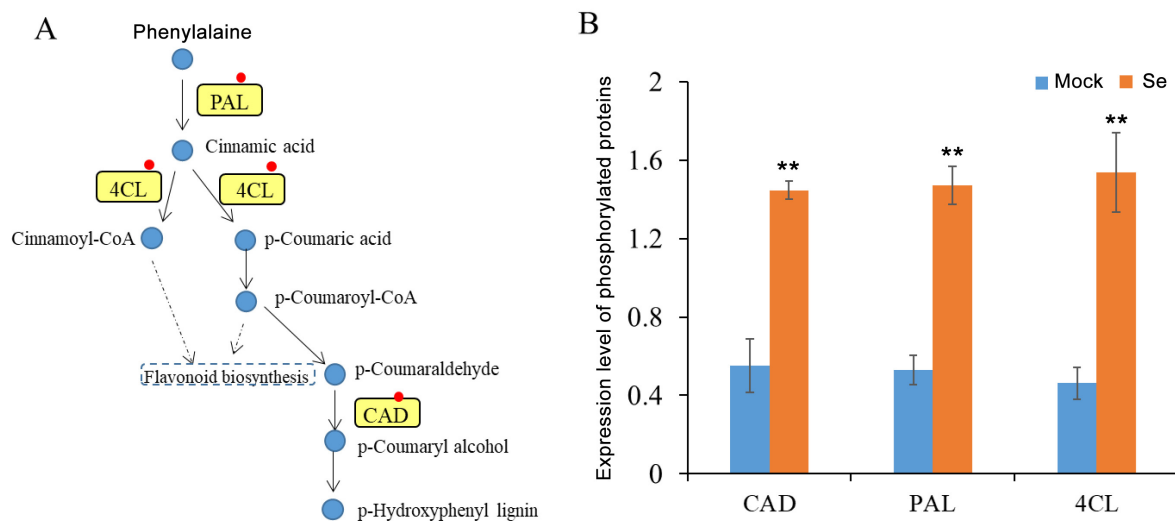 A
Phenylalaine
PAL
Cinnamic acid
4CL
4CL
Cinnamoyl-CoA
p-Coumaric acid
p-Coumaroyl-CoA
Flavonoid biosynthesis
p-Coumaraldehyde
CAD
p-Coumaryl alcohol
p-Hydroxyphenyl lignin
B
Expression level of phosphorylated proteins
2
1.6
1.2
0.8
0.4
0
Mock
Se
**
**
**
CAD
PAL
4CL